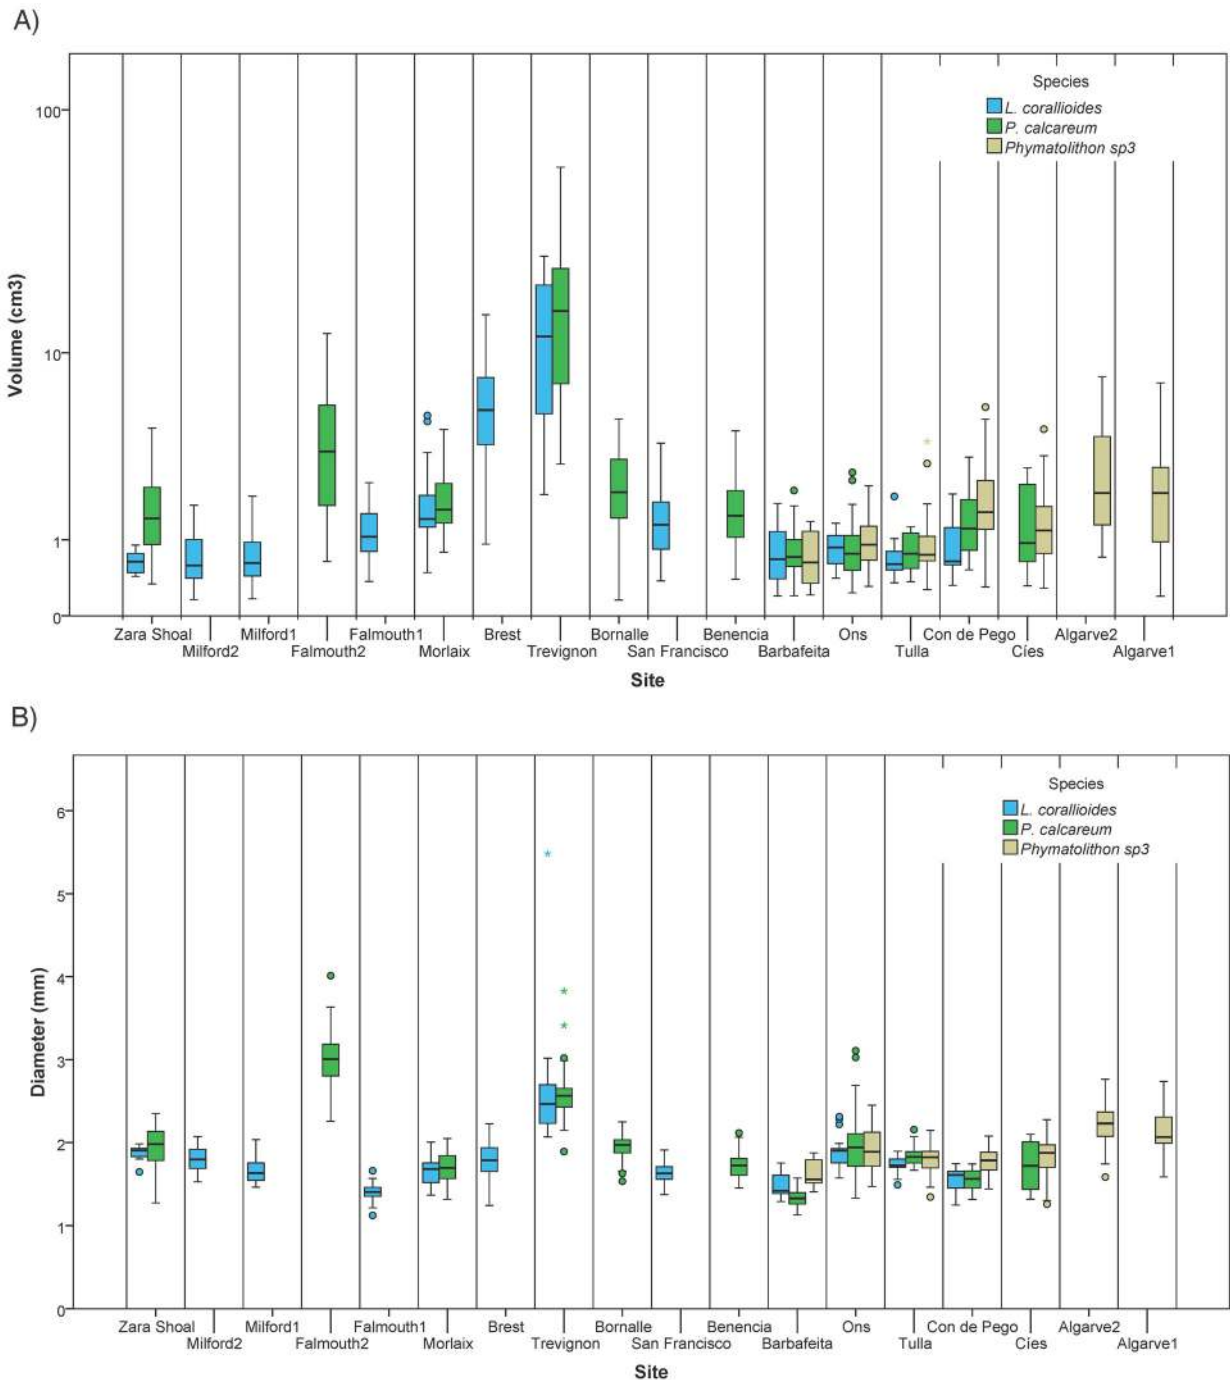 A)
Species
L. corallioides
P. calcareum
Phymatolithon sp3
100
10
1
0
Volume (cm3)
Zara Shoal Milford1 Falmouth1 Brest Bornalle Benencia Ons Con de Pego Algarve2
Milford2 Falmouth2 Morlaix Trevignon San Francisco Barbafeita Tulla Cíes Algarve1
Site
B)
Species
L. corallioides
P. calcareum
Phymatolithon sp3
6
5
4
3
2
1
0
Diameter (mm)
Zara Shoal Milford1 Falmouth1 Brest Bornalle Benencia Ons Con de Pego Algarve2
Milford2 Falmouth2 Morlaix Trevignon San Francisco Barbafeita Tulla Cíes Algarve1
Site